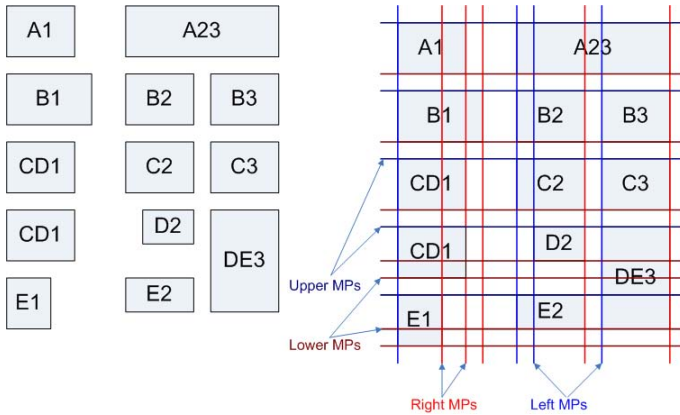 A1 A23 A1 A23
B1 B2 B3 B1 B2 B3
CD1 C2 C3 CD1 C2 C3
CD1 D2 CD1 D2
DE3 DE3
Upper MPs
E1 E2 E1 E2
Lower MPs
Right MPs Left MPs